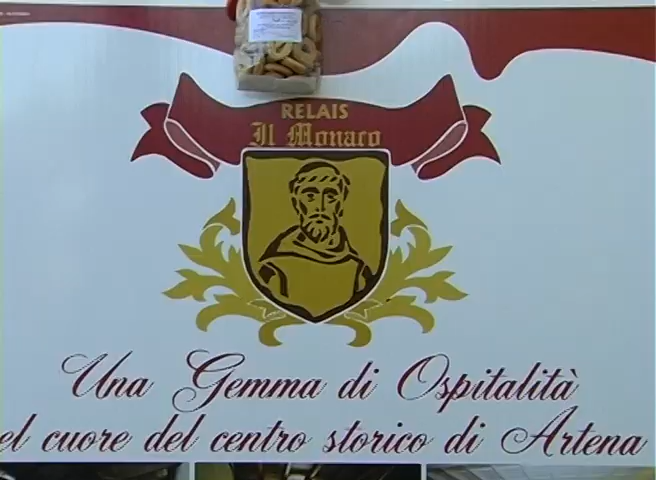 RELAIS
Il Monaco
Una Gemma di Ospitalità
el cuore del centro storico di Artena